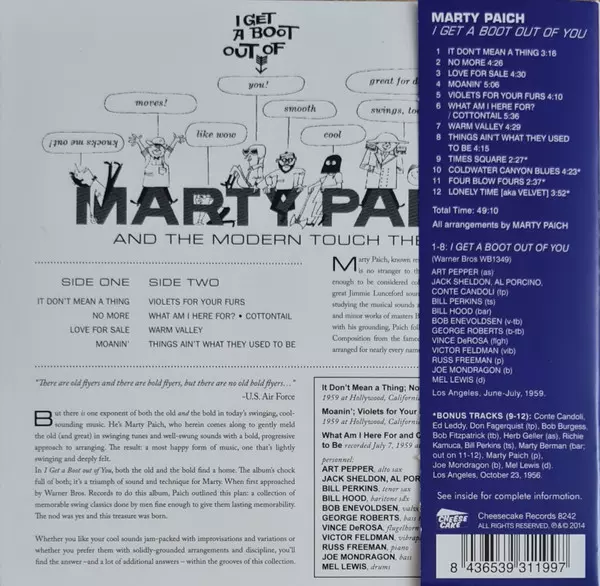 I GET
A BOOT
OUT OF
you!
great for d
moves!
smooth
swings, too
knocks me out!
like wow
cool
MARTY PAI
AND THE MODERN TOUCH THE
SIDE ONE
IT DON'T MEAN A THING
NO MORE
LOVE FOR SALE
MOANIN'
SIDE TWO
VIOLETS FOR YOUR FURS
WHAT AM I HERE FOR? • COTTONTAIL
WARM VALLEY
THINGS AIN'T WHAT THEY USED TO BE
Marty Paich, known
is no stranger to th
enough to be considered
great Jimmie Lunceford
studying the musical sounds a
and minor works of masters B
with his grounding, Paich fol
Composition from the famed
arranged for nearly every name
"There are old flyers and there are bold flyers, but there are no old bold flyers…"
-U.S. Air Force
But there is one exponent of both the old and the bold in today's swinging, cool-
sounding music. He's Marty Paich, who herein comes along to gently meld
the old (and great) in swinging tunes and well-swung sounds with a bold, progressive
approach to arranging. The result: a most happy form of music, one that's lightly
swinging and deeply felt.
In I Get a Boot out of You, both the old and the bold find a home. The album's chock
full of both; it's a triumph of sound and technique for Marty. When first approached
by Warner Bros. Records to do this album, Paich outlined this plan: a collection of
memorable swing classics done by men fine enough to give them lasting memorability.
The nod was yes and this treasure was born.
Whether you like your cool sounds jam-packed with improvisations and variations or
whether you prefer them with solidly-grounded arrangements and discipline, you'll
find the answer –and a lot of additional answers– within the grooves of this collection.
It Don't Mean a Thing; No
1959 at Hollywood, Californi
Moanin'; Violets for Your
1959 at Hollywood, Californi
What Am I Here For and C
to be recorded July 7, 1959
personnel:
ART PEPPER, alto sax
JACK SHELDON, AL POR
BILL PERKINS, tenor sax
BILL HOOD, baritone sax
BOB ENEVOLDSEN, valve
GEORGE ROBERTS, bass
VINCE DeROSA, flugelhorn
VICTOR FELDMAN, vibrap
RUSS FREEMAN, piano
JOE MONDRAGON, bass
MEL LEWIS, drums
MARTY PAICH
I GET A BOOT OUT OF YOU
1 IT DON'T MEAN A THING 3:16
2 NO MORE 4:26
3 LOVE FOR SALE 4:30
4 MOANIN' 5:06
5 VIOLETS FOR YOUR FURS 4:10
6 WHAT AM I HERE FOR?
/ COTTONTAIL 5:36
7 WARM VALLEY 4:29
8 THINGS AIN'T WHAT THEY USED
TO BE 4:15
9 TIMES SQUARE 2:27*
10 COLDWATER CANYON BLUES 4:23*
11 FOUR BLOW FOURS 2:37*
12 LONELY TIME [aka VELVET] 3:52*
Total Time: 49:10
All arrangements by MARTY PAICH
1-8: I GET A BOOT OUT OF YOU
(Warner Bros WB1349)
ART PEPPER (as)
JACK SHELDON, AL PORCINO,
CONTE CANDOLI (tp)
BILL PERKINS (ts)
BILL HOOD (bar)
BOB ENEVOLDSEN (v-tb)
GEORGE ROBERTS (b-tb)
VINCE DeROSA (flgh)
VICTOR FELDMAN (vib)
RUSS FREEMAN (p)
JOE MONDRAGON (b)
MEL LEWIS (d)
Los Angeles, June-July, 1959.
*BONUS TRACKS (9-12): Conte Candoli,
Ed Leddy, Don Fagerquist (tp), Bob Burgess,
Bob Fitzpatrick (tb), Herb Geller (as), Richie
Kamuca, Bill Perkins (ts), Marty Berman (bar;
out on 11-12), Marty Paich (p),
Joe Mondragon (b), Mel Lewis (d).
Los Angeles, October 23, 1956.
See inside for complete information.
CHEESE
CAKE
Cheesecake Records 8242
ALL RIGHTS RESERVED, ℗ & © 2014
8 436539 311997